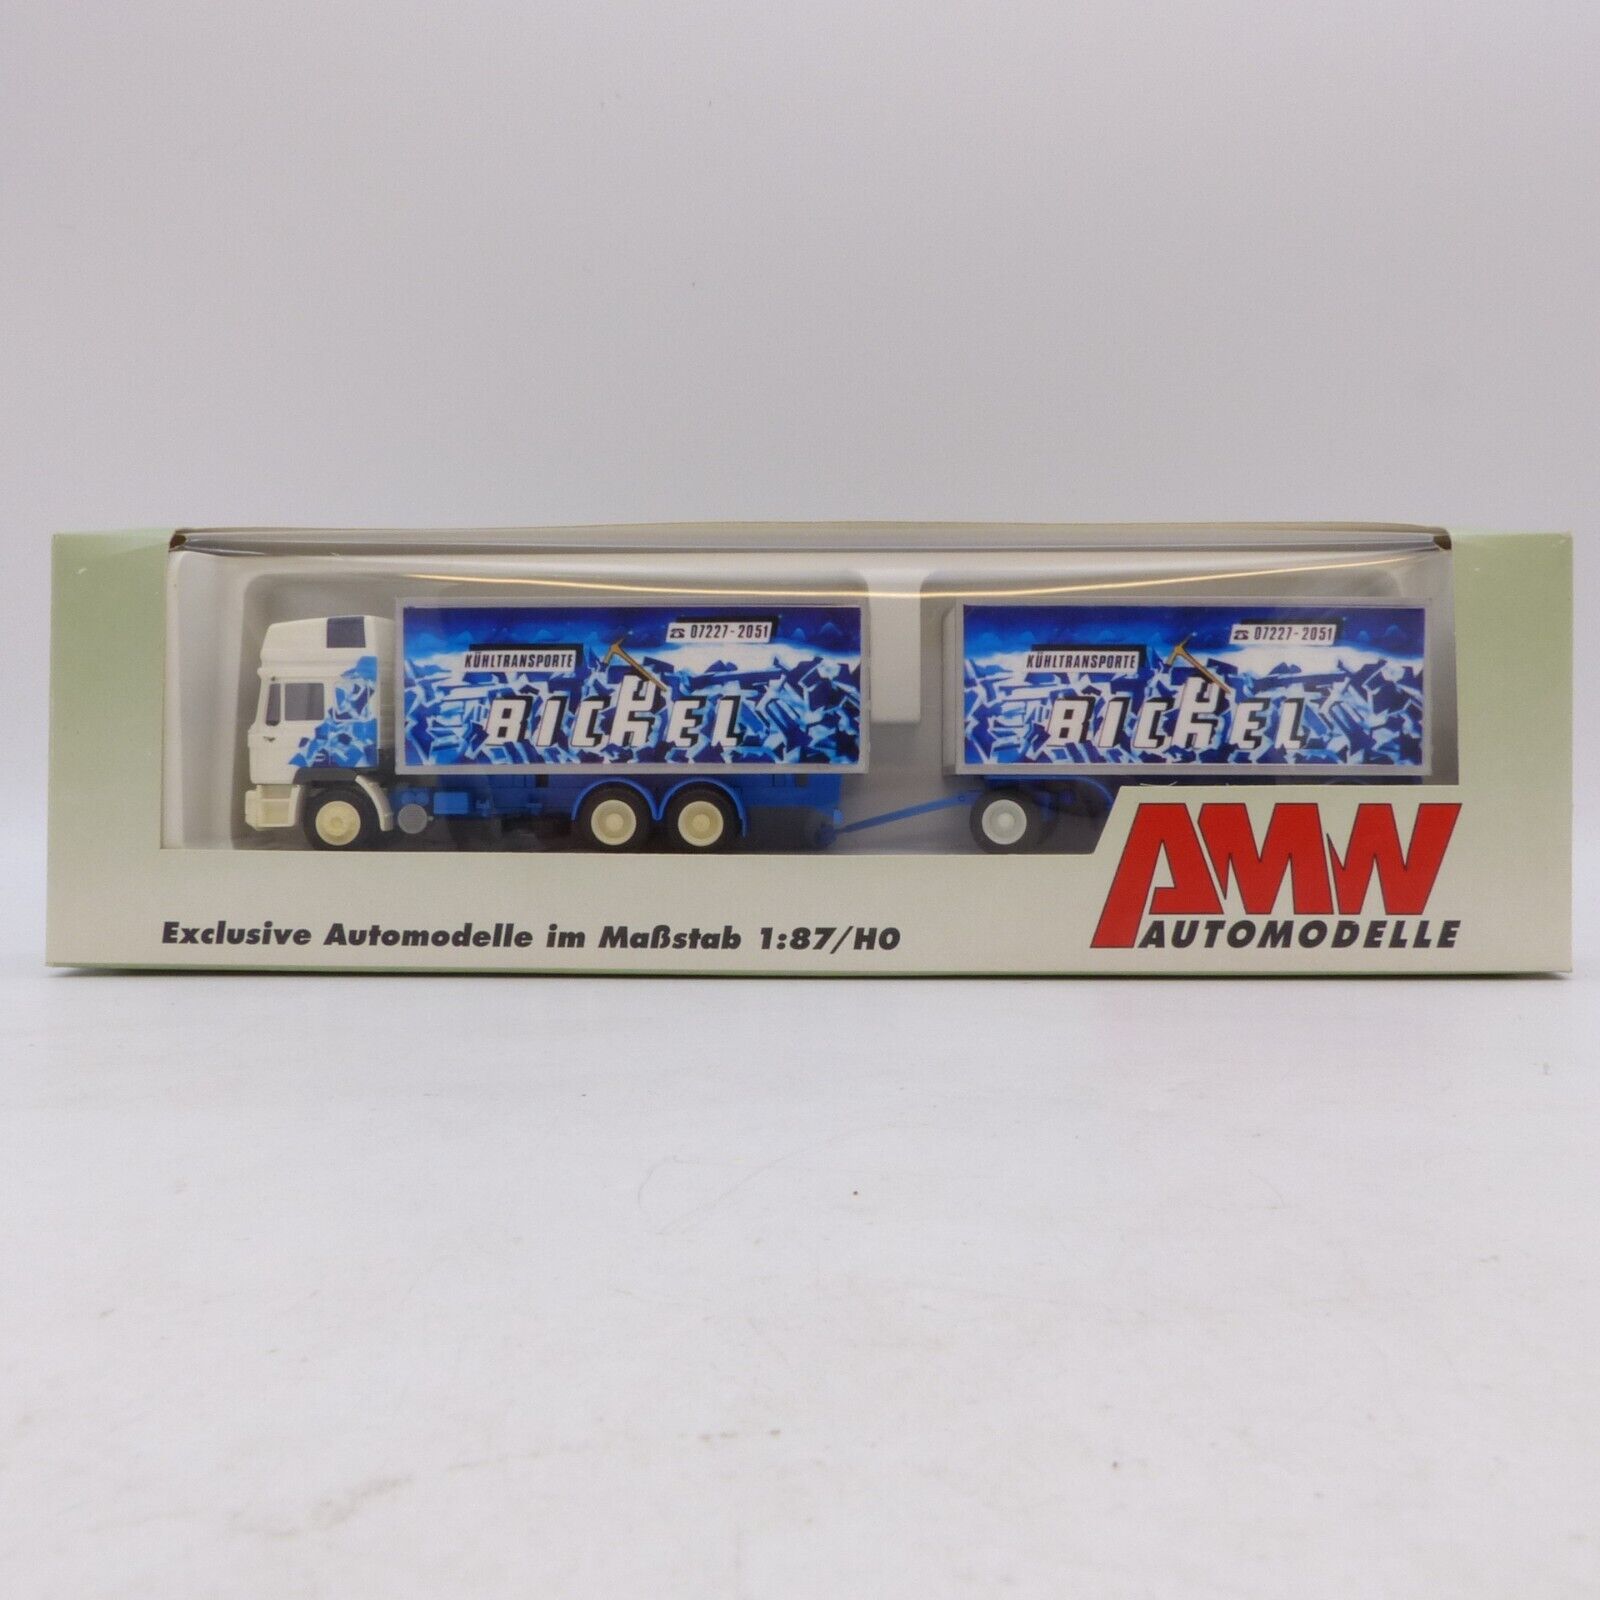 ☎ 07227-2051
KÜHLTRANSPORTE
BICKEL
☎ 07227-2051
KÜHLTRANSPORTE
BICKEL
AMW
AUTOMODELLE
Exclusive Automodelle im Maßstab 1:87/H0